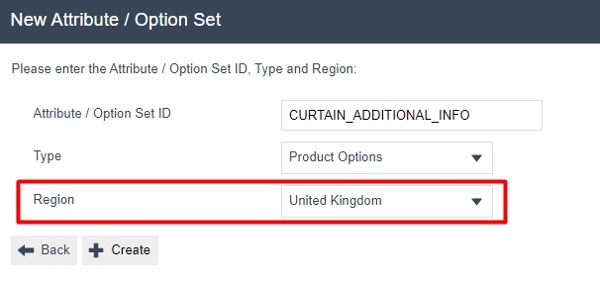 New Attribute / Option Set
Please enter the Attribute / Option Set ID, Type and Region:
Attribute / Option Set ID CURTAIN_ADDITIONAL_INFO
Type Product Options
Region United Kingdom
Back Create